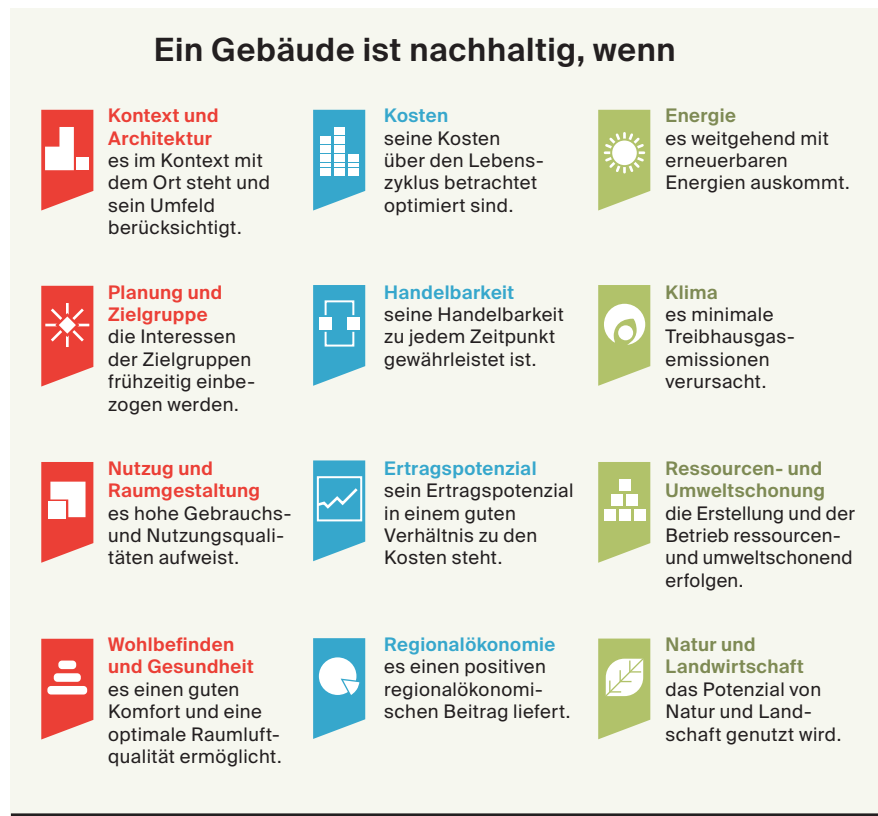 Ein Gebäude ist nachhaltig, wenn
Kontext und
Architektur
es im Kontext mit
dem Ort steht und
sein Umfeld
berücksichtigt.
Kosten
seine Kosten
über den Lebens-
zyklus betrachtet
optimiert sind.
Energie
es weitgehend mit
erneuerbaren
Energien auskommt.
Planung und
Zielgruppe
die Interessen
der Zielgruppen
frühzeitig einbe-
zogen werden.
Handelbarkeit
seine Handelbarkeit
zu jedem Zeitpunkt
gewährleistet ist.
Klima
es minimale
Treibhausgas-
emissionen
verursacht.
Nutzug und
Raumgestaltung
es hohe Gebrauchs-
und Nutzungsquali-
täten aufweist.
Ertragspotenzial
sein Ertragspotenzial
in einem guten
Verhältnis zu den
Kosten steht.
Ressourcen- und
Umweltschonung
die Erstellung und der
Betrieb ressourcen-
und umweltschonend
erfolgen.
Wohlbefinden
und Gesundheit
es einen guten
Komfort und eine
optimale Raumluft-
qualität ermöglicht.
Regionalökonomie
es einen positiven
regionalökonomi-
schen Beitrag liefert.
Natur und
Landwirtschaft
das Potenzial von
Natur und Land-
schaft genutzt wird.